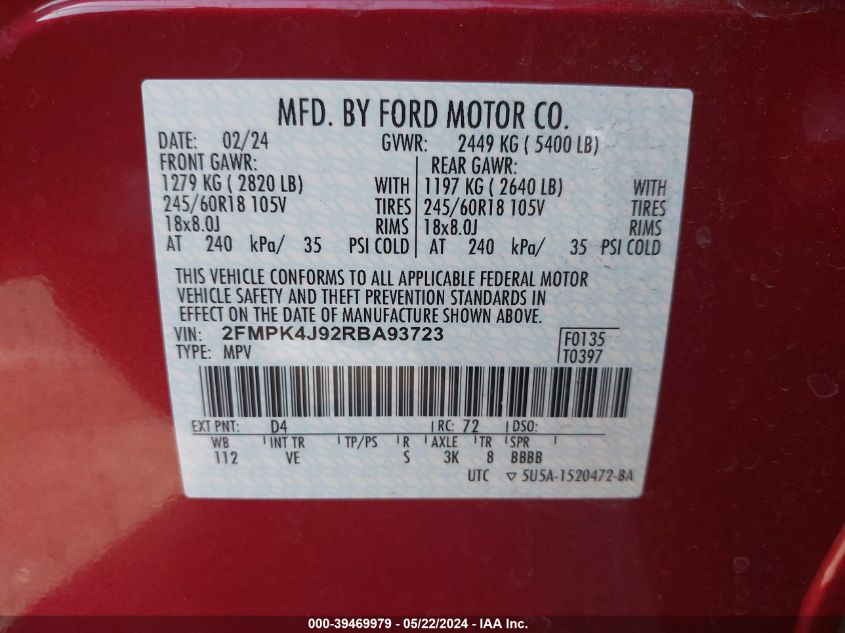 MFD. BY FORD MOTOR CO.
DATE: 02/24 GVWR: 2449 KG ( 5400 LB)
FRONT GAWR: REAR GAWR:
1279 KG ( 2820 LB) WITH 1197 KG ( 2640 LB) WITH
245/60R18 105V TIRES 245/60R18 105V TIRES
18x8.0J RIMS 18x8.0J RIMS
AT 240 kPa/ 35 PSI COLD AT 240 kPa/ 35 PSI COLD
THIS VEHICLE CONFORMS TO ALL APPLICABLE FEDERAL MOTOR
VEHICLE SAFETY AND THEFT PREVENTION STANDARDS IN
EFFECT ON THE DATE OF MANUFACTURE SHOWN ABOVE.
VIN: 2FMPK4J92RBA93723 F0135
TYPE: MPV T0397
EXT PNT: D4 RC: 72 DSO:
WB INT TR TP/PS R AXLE TR SPR
112 VE S 3K 8 BBBB
UTC ▽ 5U5A-1520472-BA
000-39469979 - 05/22/2024 - IAA Inc.